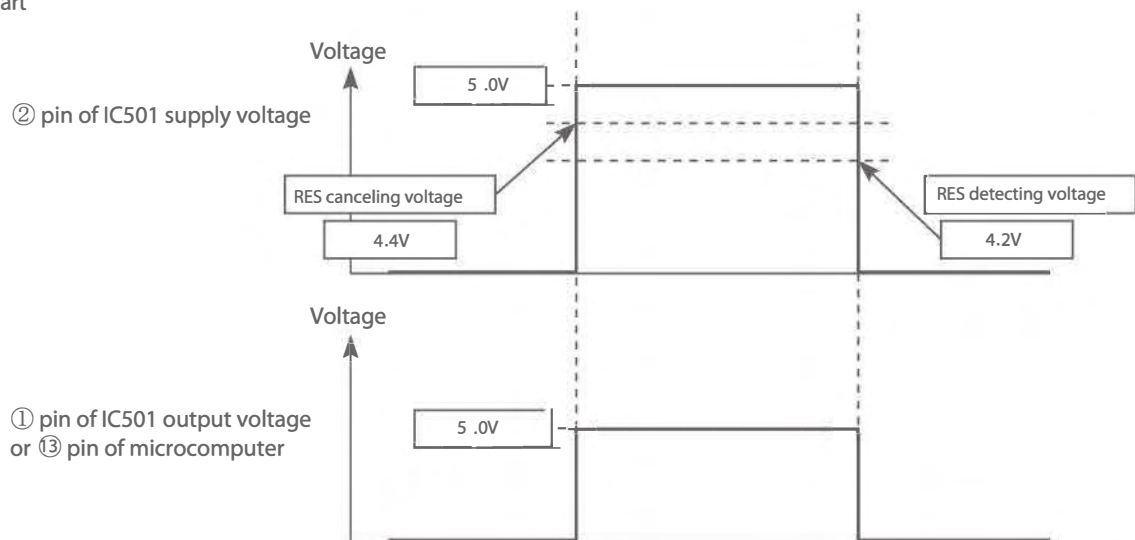 art
Voltage
5 .0V
② pin of IC501 supply voltage
RES canceling voltage
RES detecting voltage
4.4V
4.2V
Voltage
① pin of IC501 output voltage
5 .0V
or ⑬ pin of microcomputer